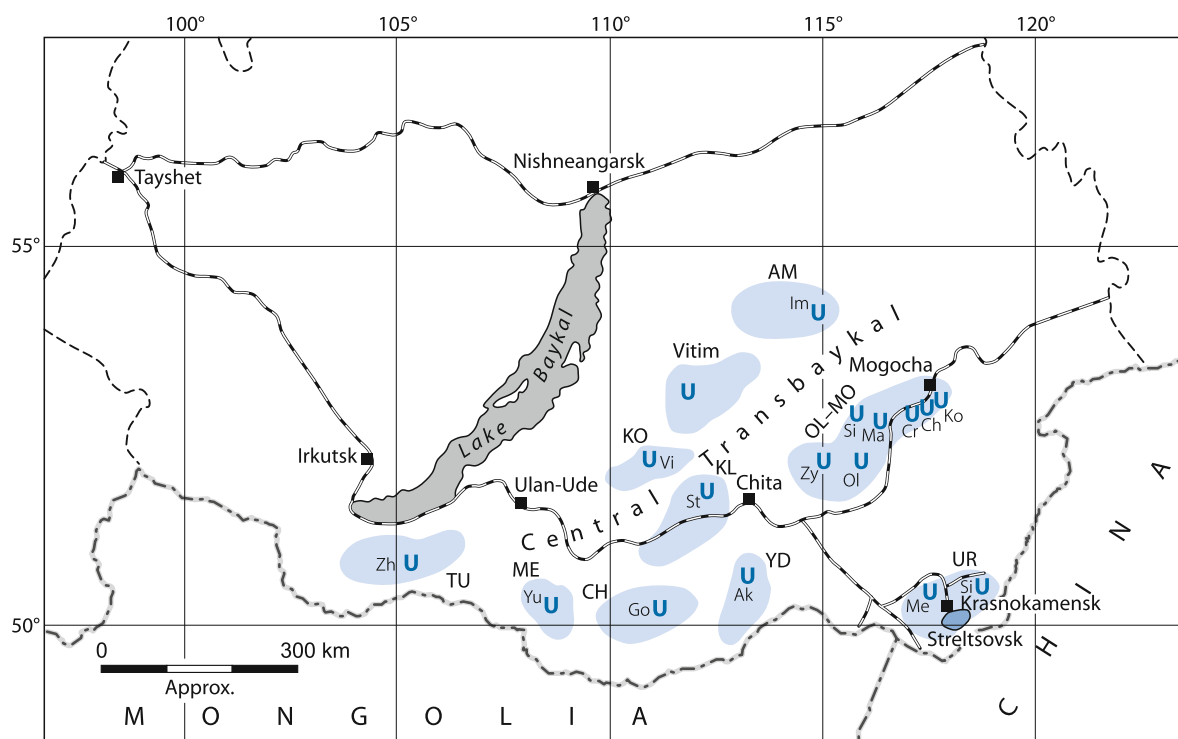 100° 105° 110° 115° 120°
Nishneangarsk
Tayshet
55°
AM
Im U
Lake Baykal
Central Transbaykal
Vitim
U
Mogocha
OL-MO
U U U U U
Si Ma Cr Ch Ko
KO
U Vi
Zy U
U
Ol
Irkutsk
KL
St U
Chita
Ulan-Ude
Zh U
TU
ME
Yu U
CH
Go U
YD
U
Ak
UR
U
Me
Si U
Krasnokamensk
Streltsovsk
50°
0 300 km
Approx.
MONGOLIA
CHINA